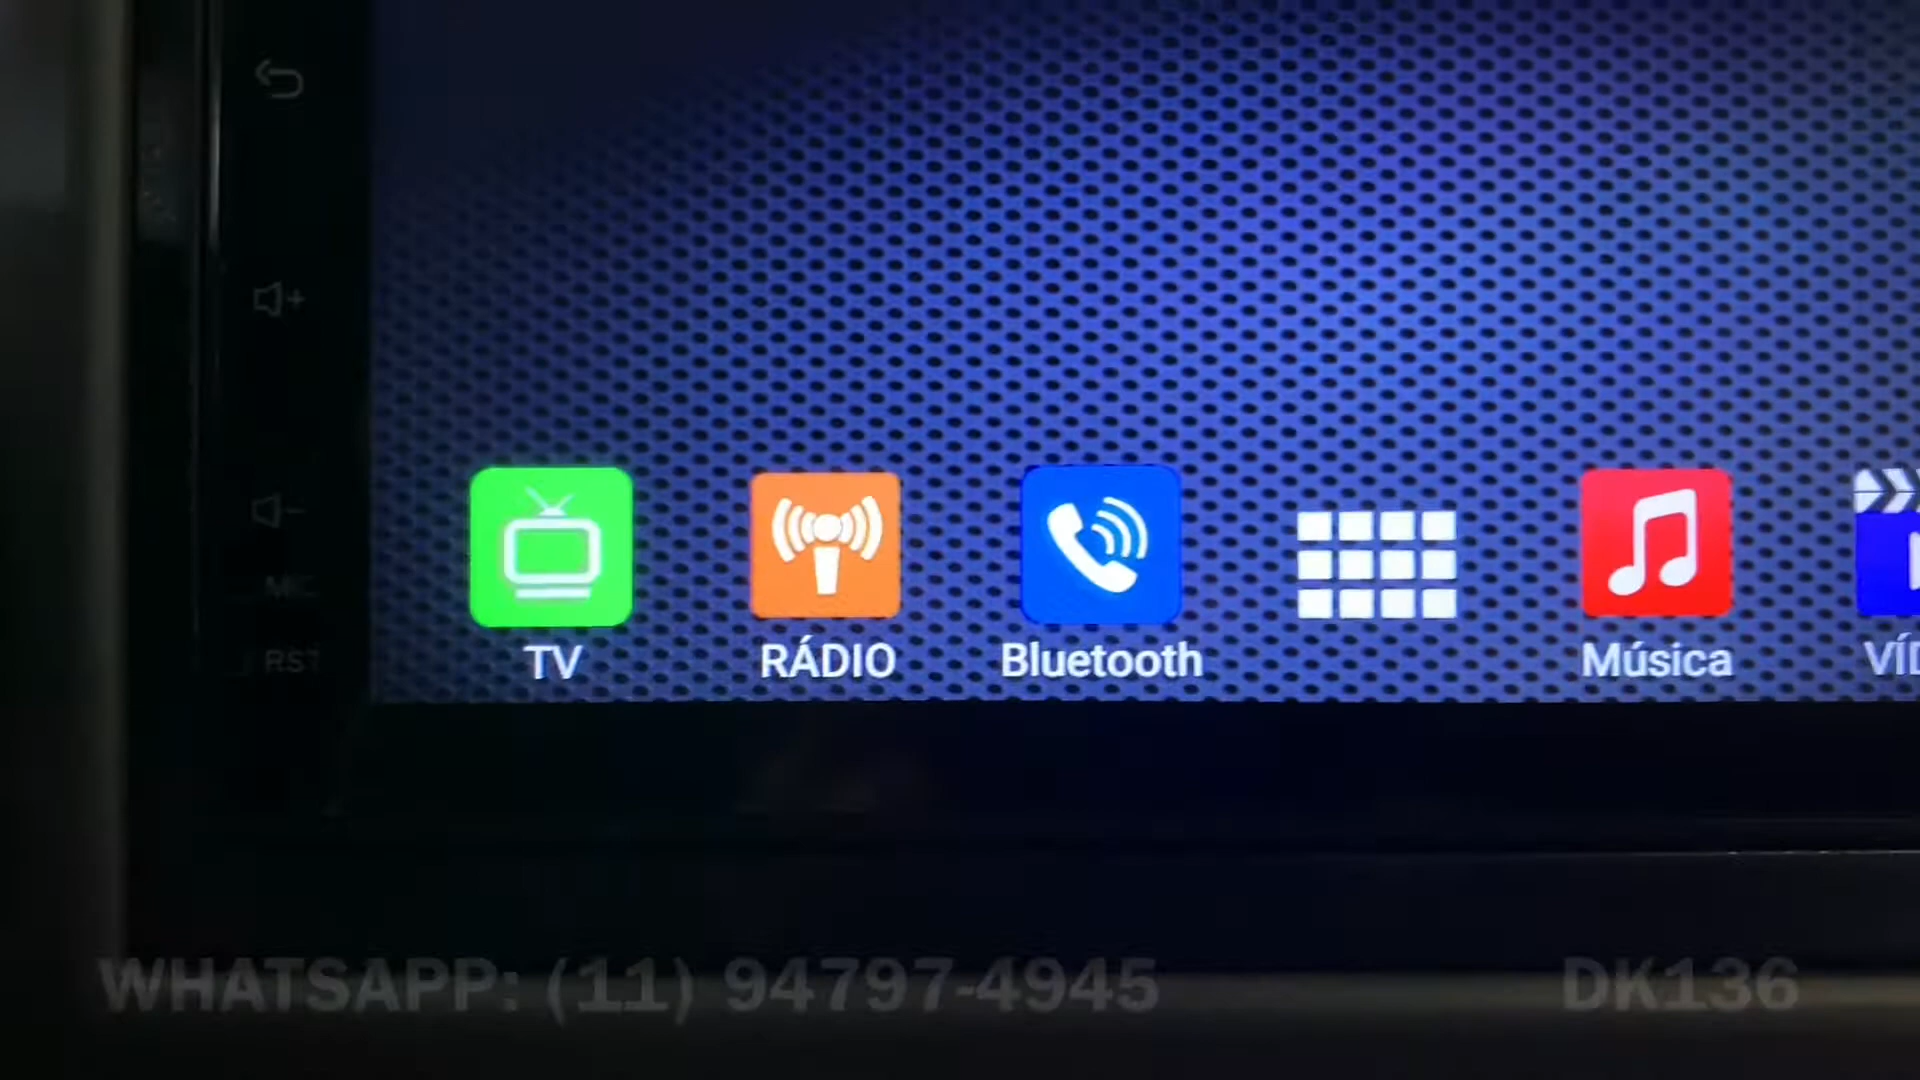 MIC
RST
TV
RÁDIO
Bluetooth
Música
WHATSAPP: (11) 94797-4945
DK136